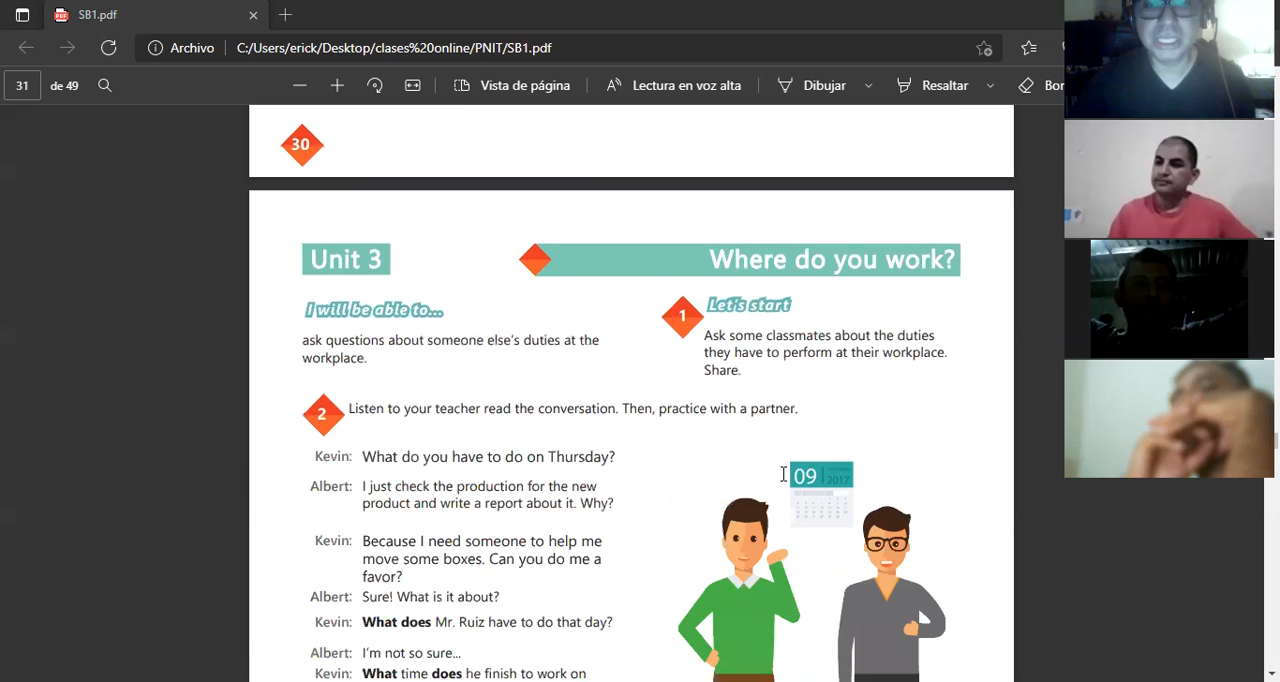 SB1.pdf
Archivo
C:/Users/erick/Desktop/clases%20online/PNIT/SB1.pdf
31
de 49
Vista de página
Lectura en voz alta
Dibujar
Resaltar
Bor
30
Unit 3
Where do you work?
I will be able to...
ask questions about someone else's duties at the
workplace.
1
Let's start
Ask some classmates about the duties
they have to perform at their workplace.
Share.
2
Listen to your teacher read the conversation. Then, practice with a partner.
Kevin: What do you have to do on Thursday?
Albert: I just check the production for the new
product and write a report about it. Why?
Kevin: Because I need someone to help me
move some boxes. Can you do me a
favor?
Albert: Sure! What is it about?
Kevin: What does Mr. Ruiz have to do that day?
Albert: I'm not so sure...
Kevin: What time does he finish to work on
09
2017